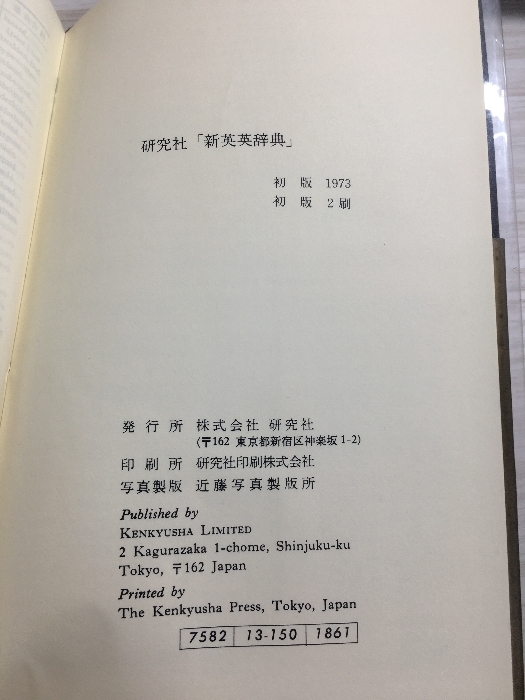 研究社「新英英辞典」
初版 1973
初版 2刷
発行所 株式会社 研究社
(〒162 東京都新宿区神楽坂1-2)
印刷所 研究社印刷株式会社
写真製版 近藤写真製版所
Published by
KENKYUSHA LIMITED
2 Kagurazaka 1-chome, Shinjuku-ku
Tokyo, 〒162 Japan
Printed by
The Kenkyusha Press, Tokyo, Japan
7582 13-150 1861